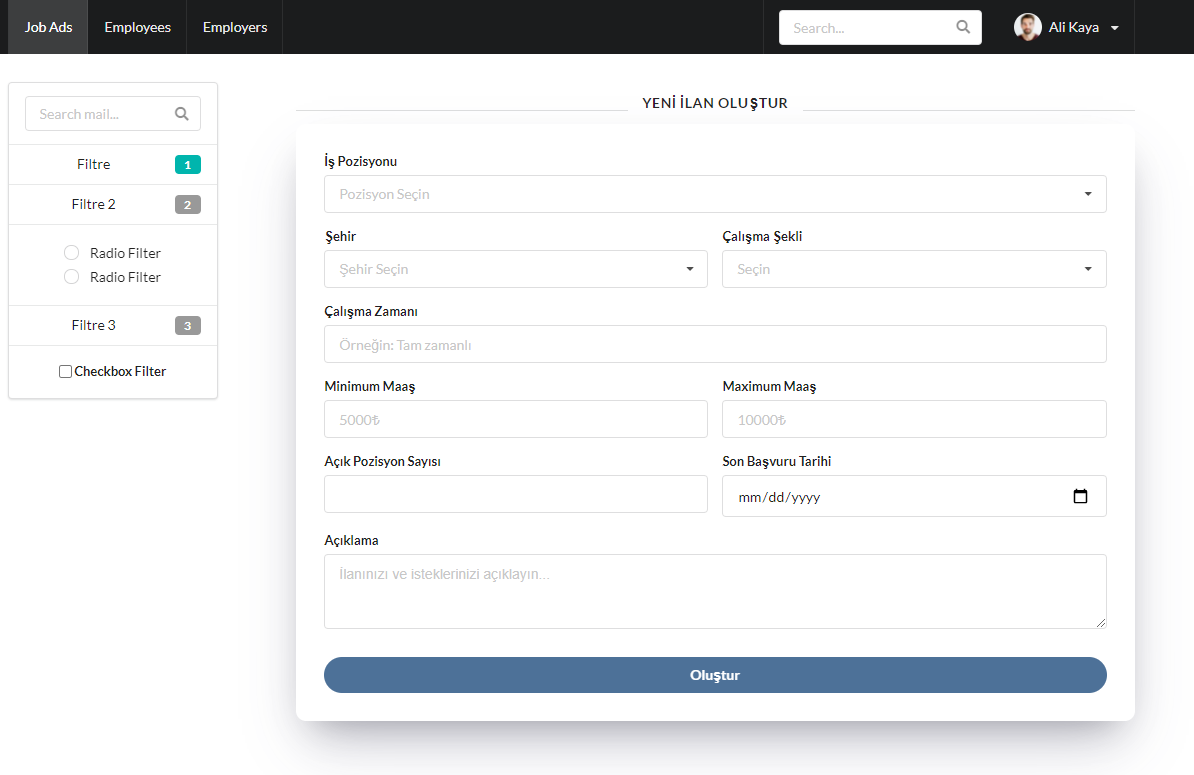 Job Ads Employees Employers Search... Ali Kaya
Search mail...
Filtre 1
Filtre 2 2
Radio Filter
Radio Filter
Filtre 3 3
Checkbox Filter
YENİ İLAN OLUŞTUR
İş Pozisyonu
Pozisyon Seçin
Şehir Çalışma Şekli
Şehir Seçin Seçin
Çalışma Zamanı
Örneğin: Tam zamanlı
Minimum Maaş Maximum Maaş
5000₺ 10000₺
Açık Pozisyon Sayısı Son Başvuru Tarihi
mm/dd/yyyy
Açıklama
İlanınızı ve isteklerinizi açıklayın...
Oluştur